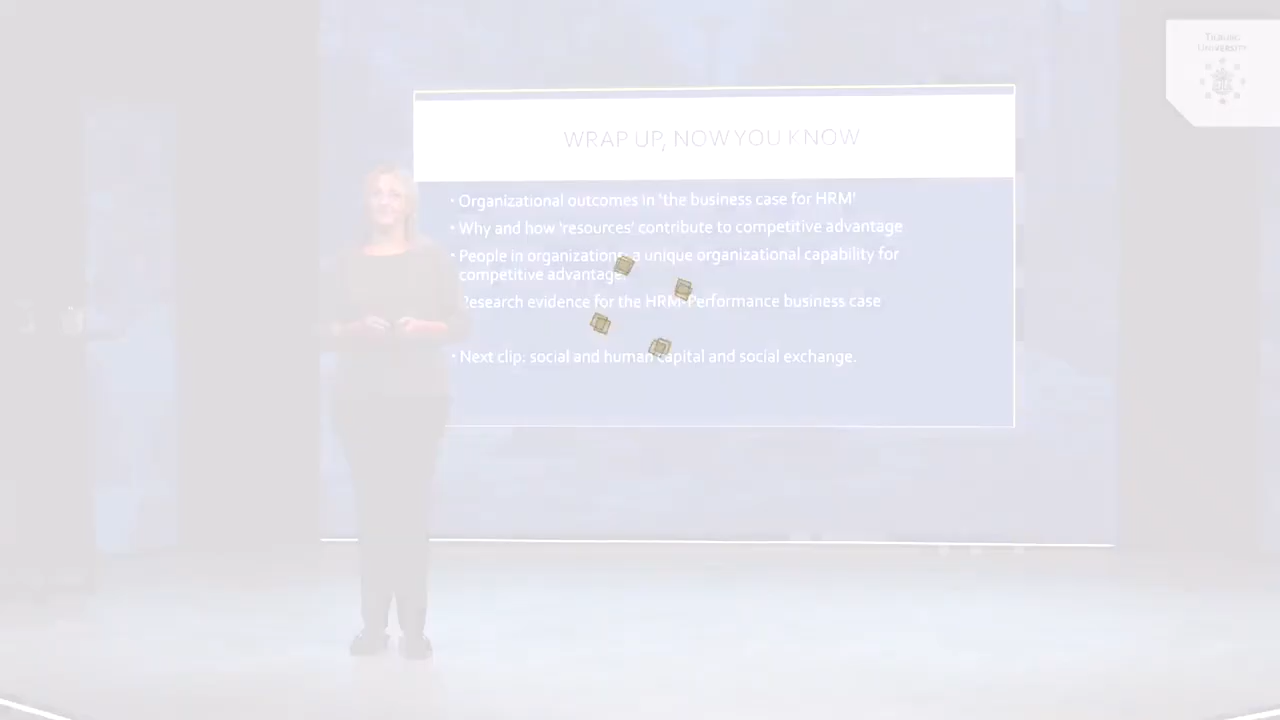 TILBURG
UNIVERSITY
WRAP UP, NOW YOU KNOW
· Organizational outcomes in 'the business case for HRM'
· Why and how 'resources' contribute to competitive advantage
· People in organizations a unique organizational capability for
competitive advantage.
Research evidence for the HRM-Performance business case
· Next clip: social and human capital and social exchange.